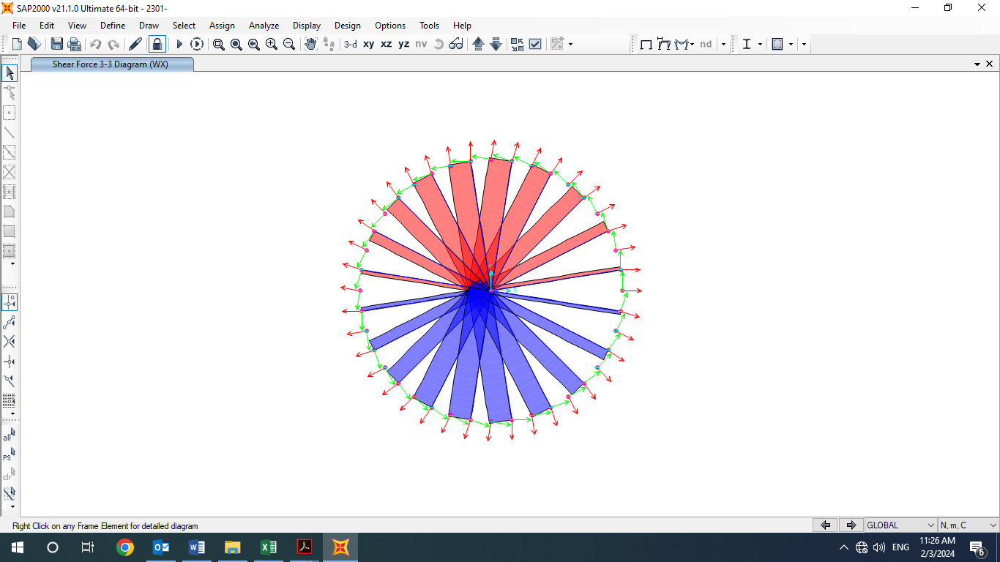 SAP2000 v21.1.0 Ultimate 64-bit - 2301-
File Edit View Define Draw Select Assign Analyze Display Design Options Tools Help
3-d xy xz yz nv nd
Shear Force 3-3 Diagram (WX)
X
all
PS
clr
Right Click on any Frame Element for detailed diagram
GLOBAL
N, m, C
W
X
ENG
11:26 AM
2/3/2024
6